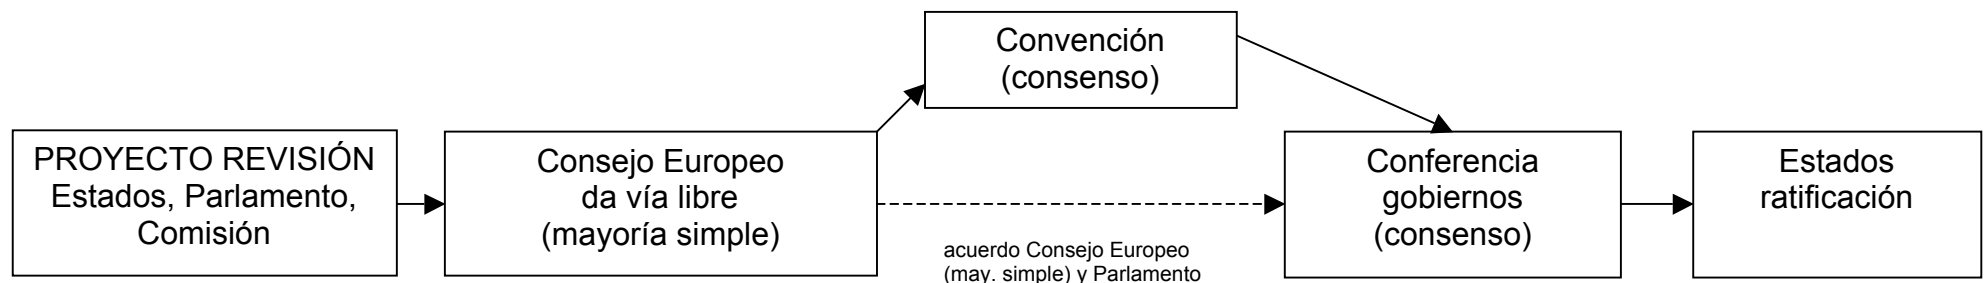 Convención
(consenso)
PROYECTO REVISIÓN
Estados, Parlamento,
Comisión
Consejo Europeo
da vía libre
(mayoría simple)
acuerdo Consejo Europeo
(may. simple) y Parlamento
Conferencia
gobiernos
(consenso)
Estados
ratificación